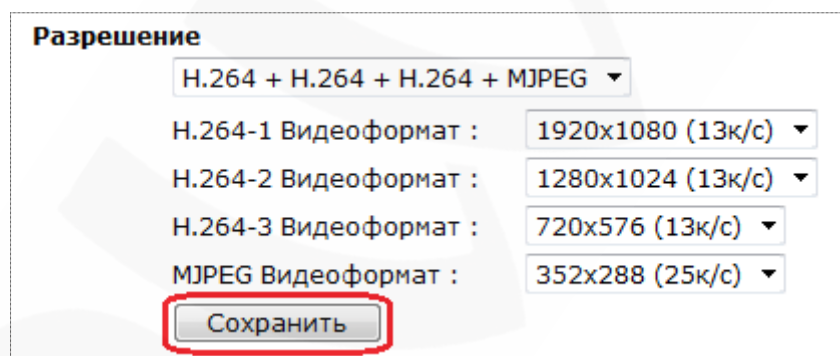 Разрешение
H.264 + H.264 + H.264 + MJPEG
H.264-1 Видеоформат : 1920x1080 (13к/с)
H.264-2 Видеоформат : 1280x1024 (13к/с)
H.264-3 Видеоформат : 720x576 (13к/с)
MJPEG Видеоформат : 352x288 (25к/с)
Сохранить